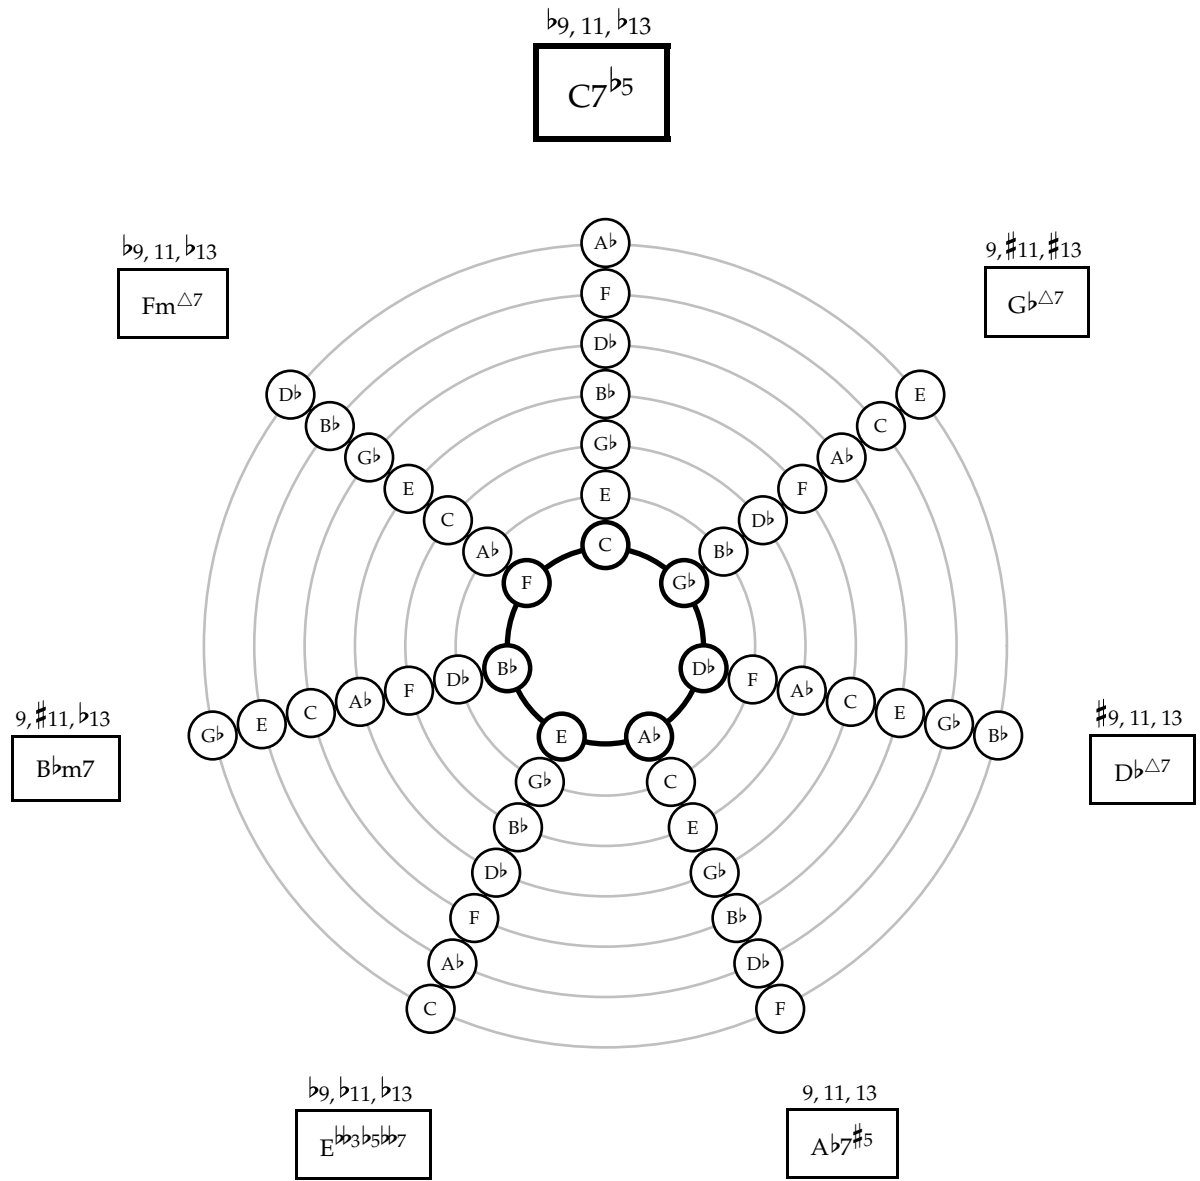 ♭9, 11, ♭13
C7♭5
♭9, 11, ♭13
Fm△7
9, ♯11, ♯13
G♭△7
A♭
F
D♭
B♭
G♭
E
C
D♭
B♭
G♭
E
C
A♭
F
E
C
A♭
F
D♭
B♭
G♭
9, ♯11, ♭13
B♭m7
G♭ E C A♭ F D♭ B♭
D♭ F A♭ C E G♭ B♭
♯9, 11, 13
D♭△7
E
G♭
B♭
D♭
F
A♭
C
A♭
C
E
G♭
B♭
D♭
F
♭9, ♭11, ♭13
E♭♭3♭5♭♭7
9, 11, 13
A♭7♯5